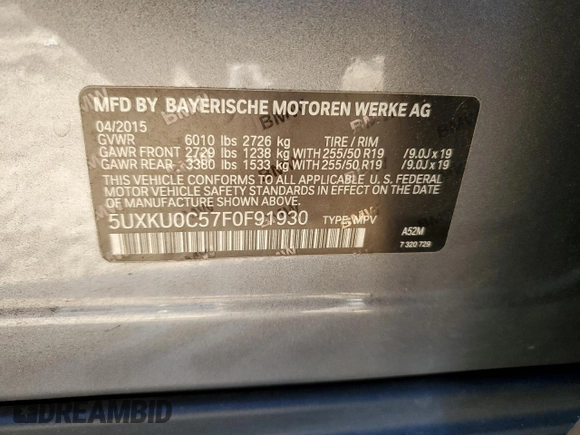 MFD BY BAYERISCHE MOTOREN WERKE AG
04/2015
GVWR 6010 lbs 2726 kg TIRE / RIM
GAWR FRONT 2729 lbs 1238 kg WITH 255/50 R19 /9.0J x 19
GAWR REAR 3380 lbs 1533 kg WITH 255/50 R19 /9.0J x 19
THIS VEHICLE CONFORMS TO ALL APPLICABLE U. S. FEDERAL
MOTOR VEHICLE SAFETY STANDARDS IN EFFECT ON THE DATE
OF MANUFACTURE SHOWN ABOVE.
5UXKU0C57F0F91930 TYPE: MPV
A52M
7 320 729
DREAMBID